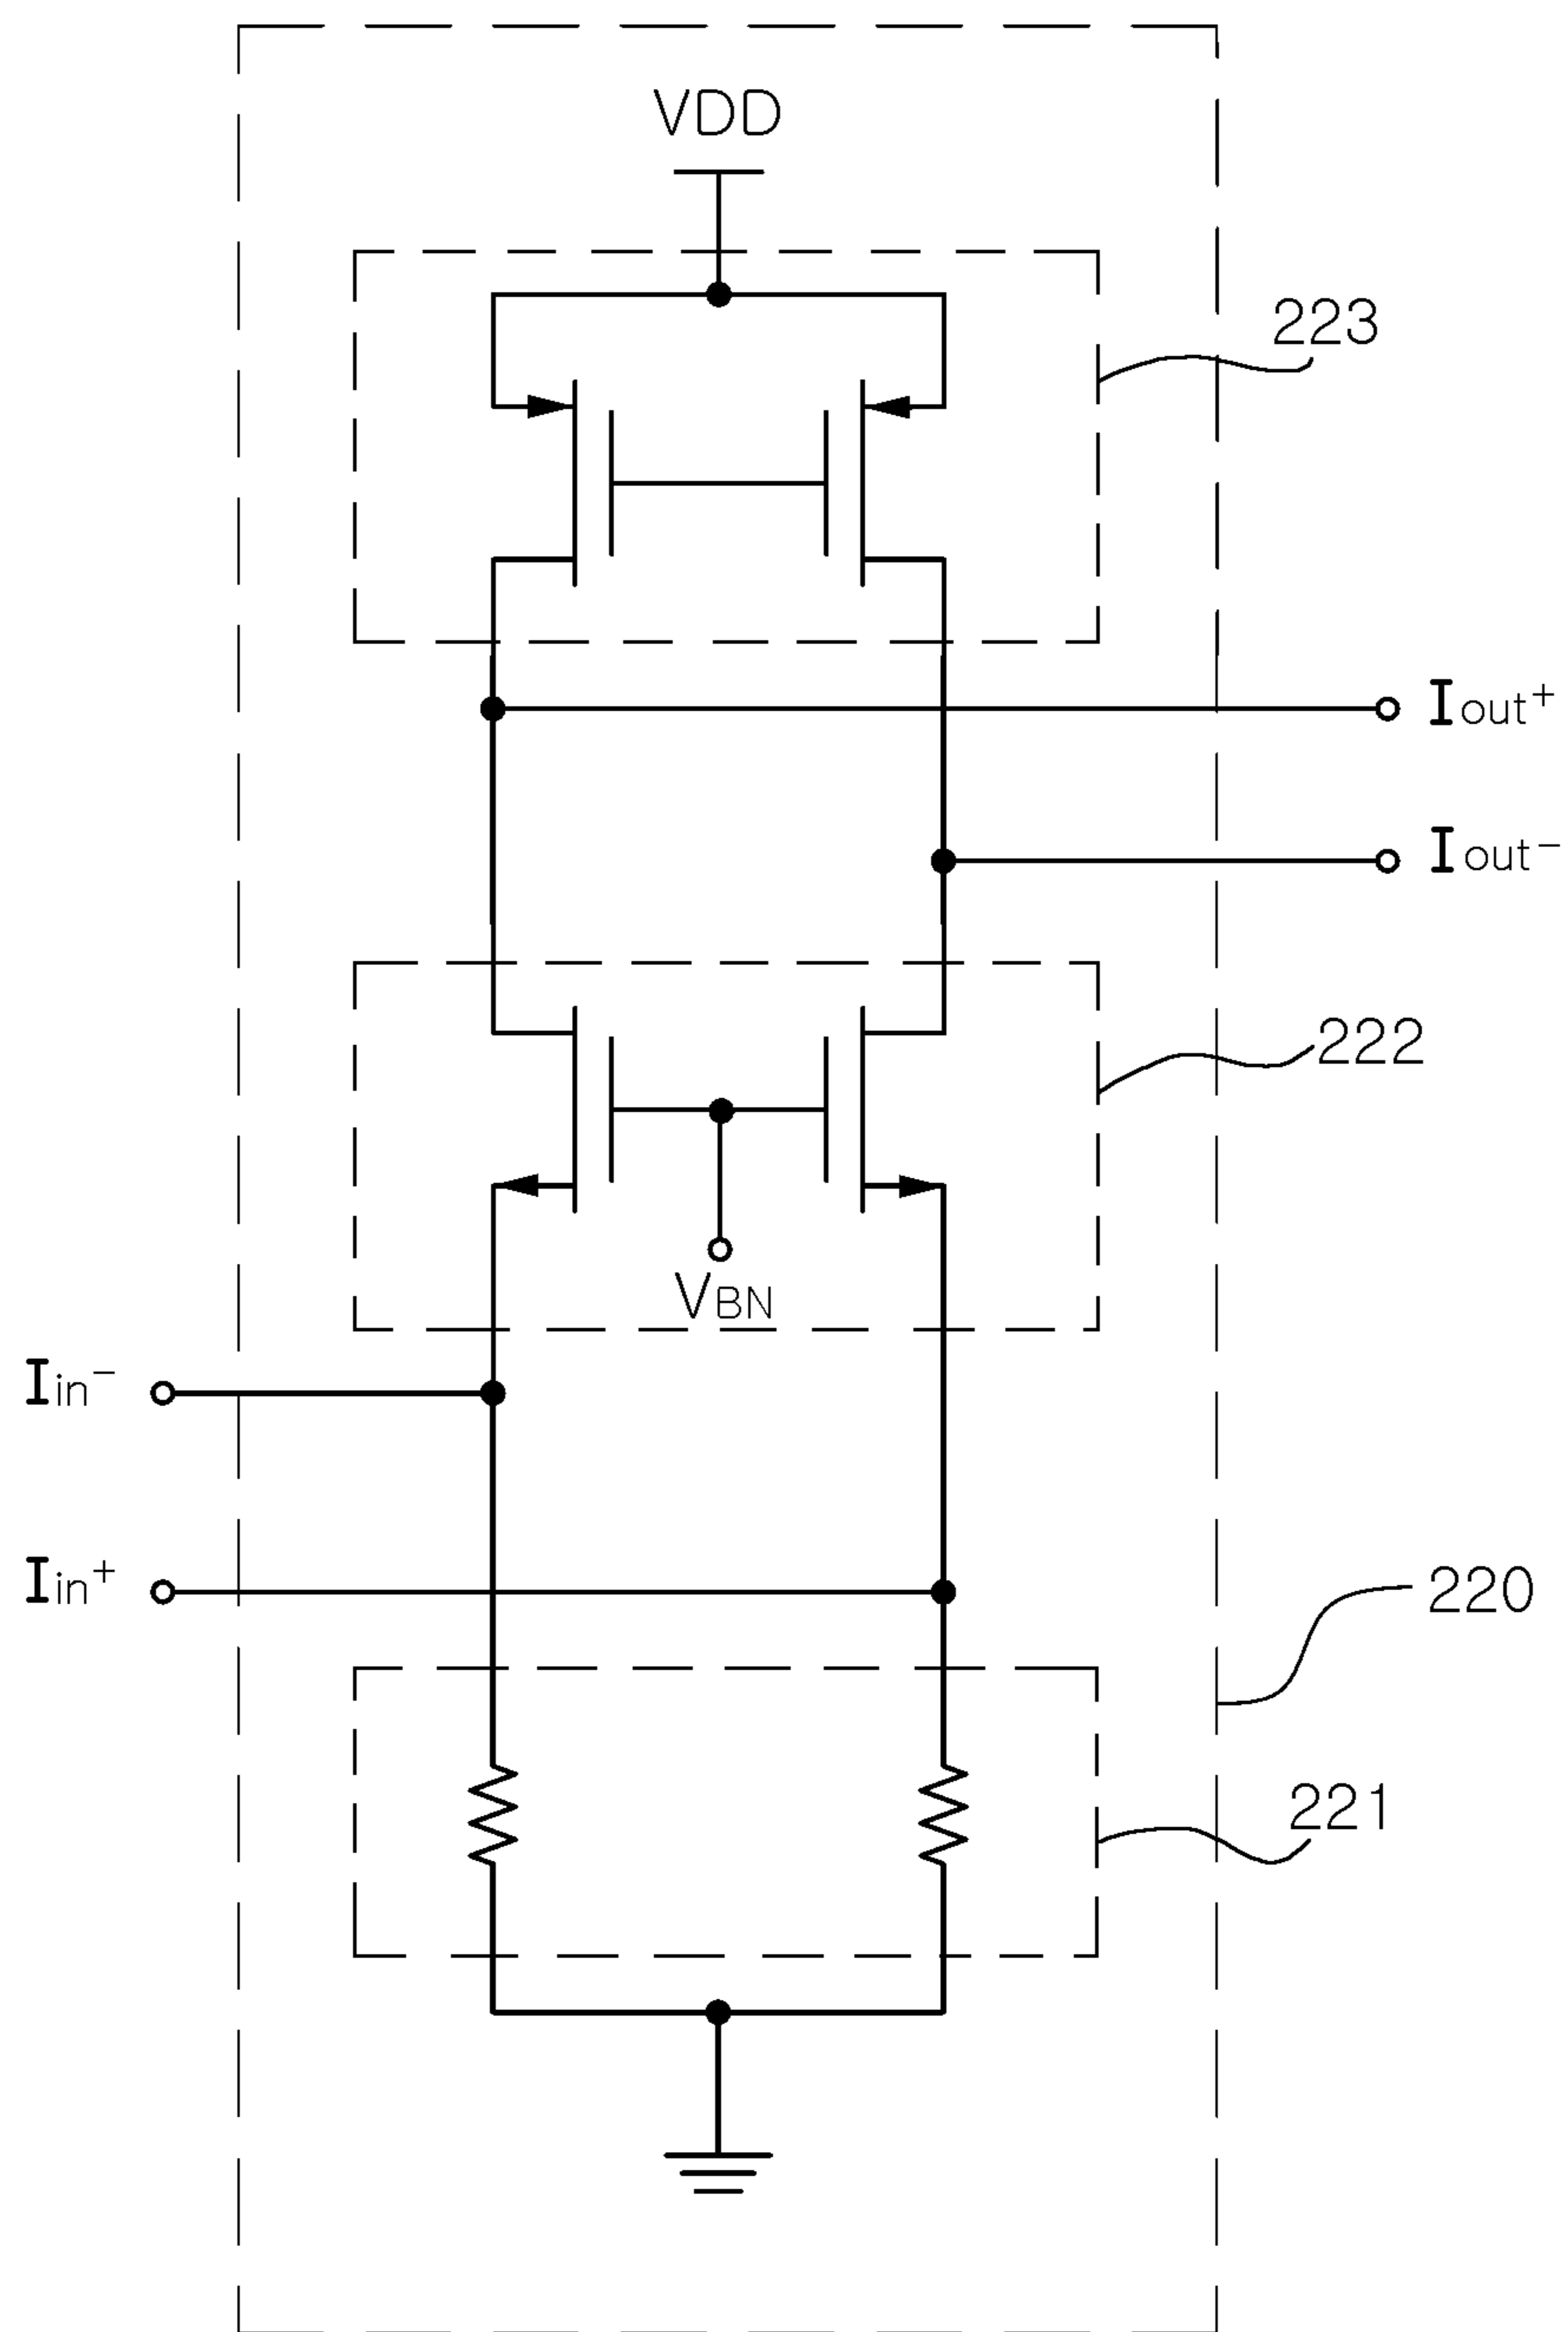 VDD
223
Iout+
Iout-
222
VBN
Iin-
Iin+
220
221